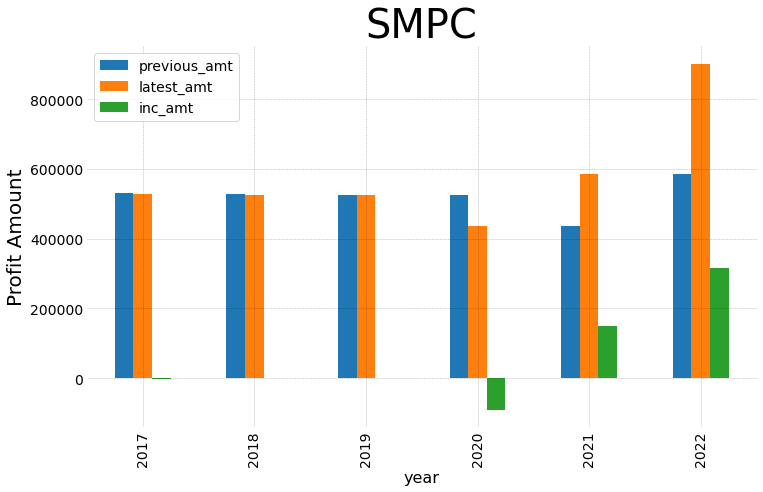 SMPC
previous_amt
latest_amt
inc_amt
Profit Amount
800000
600000
400000
200000
0
2017
2018
2019
2020
2021
2022
year